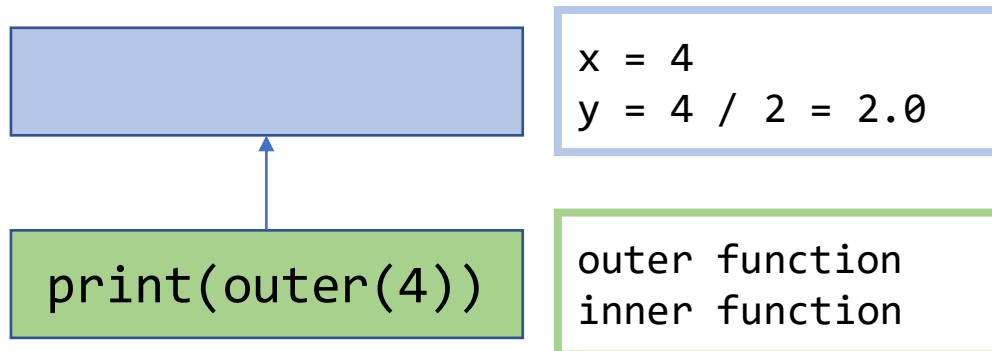 x = 4
y = 4 / 2 = 2.0
print(outer(4))
outer function
inner function